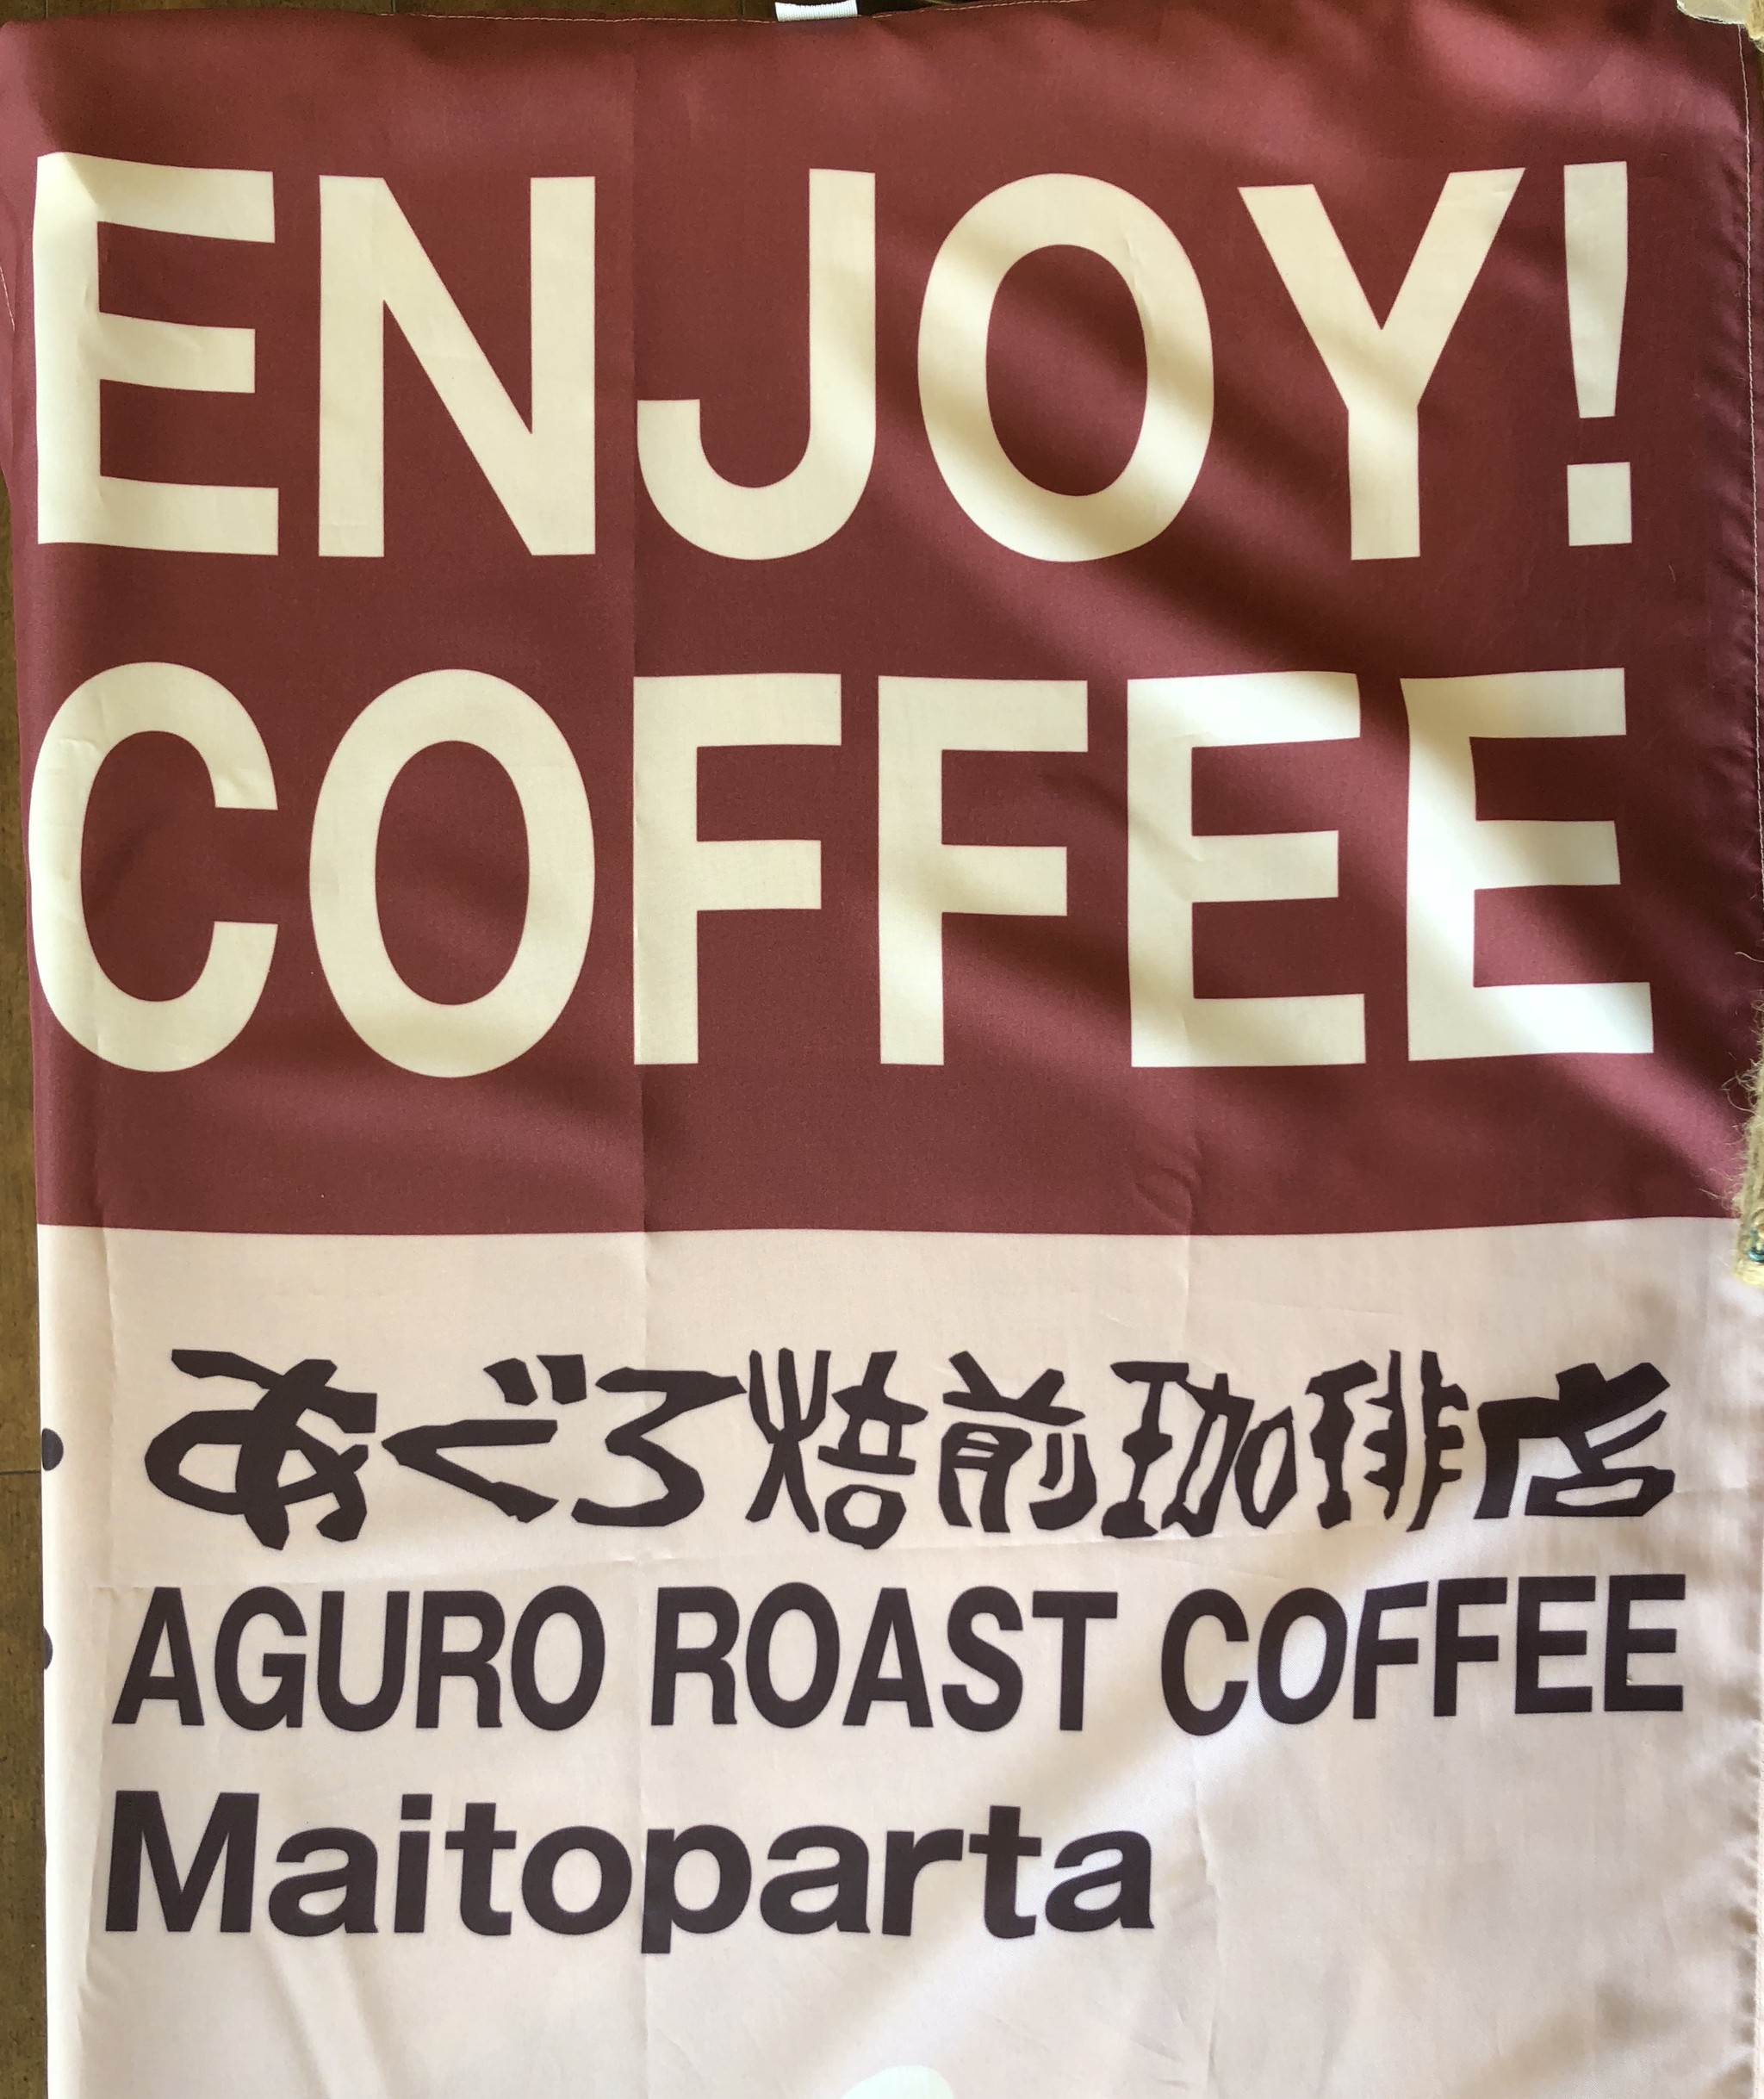 ENJOY!
COFFEE
あぐろ焙煎珈琲店
AGURO ROAST COFFEE
Maitoparta